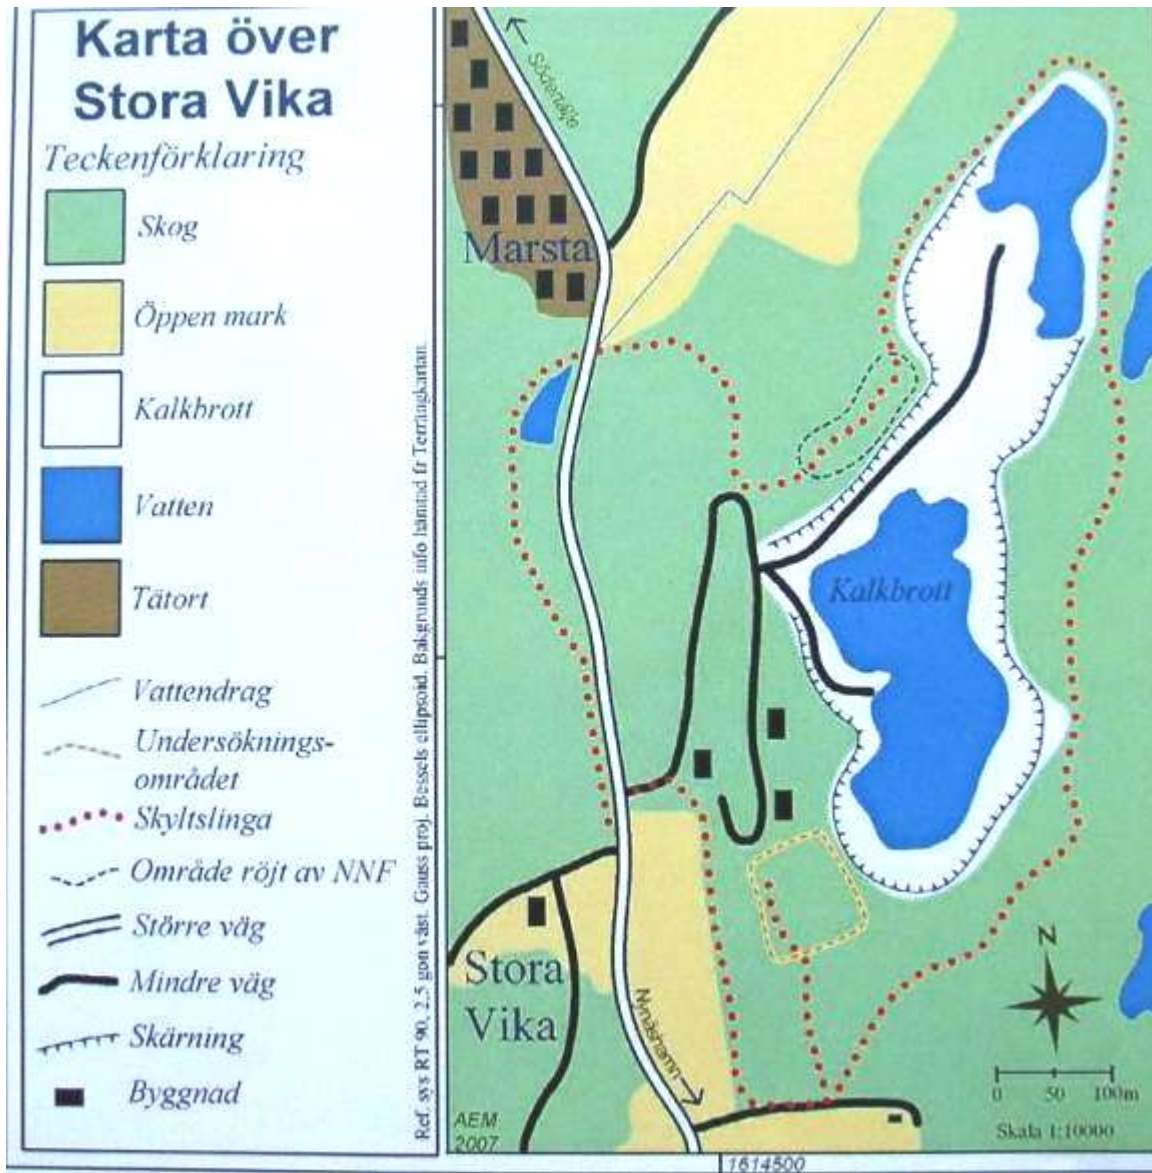 Karta över
Stora Vika
Teckenförklaring
Skog
Öppen mark
Kalkbrott
Vatten
Tätort
Vattendrag
Undersöknings-
området
Skyltslinga
Område röjt av NNF
Större väg
Mindre väg
Skärning
Byggnad
Ref. sys RT 90, 2.5 gon väst. Gauss proj. Bessels ellipsoid. Bakgrunds info hämtad fr Terrängkartan.
Södertälje
Marsta
Kalkbrott
Stora
Vika
Nynäshamn
AEM
2007
N
0 50 100m
Skala 1:10000
1614500